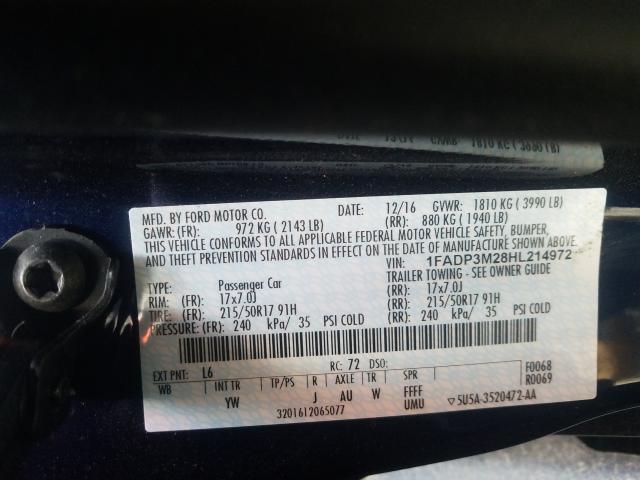 1810 KG ( 3990 LB)
MFD. BY FORD MOTOR CO.
DATE: 12/16 GVWR: 1810 KG ( 3990 LB)
GAWR: (FR): 972 KG ( 2143 LB) (RR): 880 KG ( 1940 LB)
THIS VEHICLE CONFORMS TO ALL APPLICABLE FEDERAL MOTOR VEHICLE SAFETY, BUMPER,
AND THEFT PREVENTION STANDARDS IN EFFECT ON THE DATE OF MANUFACTURE SHOWN ABOVE.
VIN: 1FADP3M28HL214972
TYPE: Passenger Car TRAILER TOWING - SEE OWNER GUIDE
RIM: (FR): 17x7.0J (RR): 17x7.0J
TIRE: (FR): 215/50R17 91H (RR): 215/50R17 91H
PRESSURE: (FR): 240 kPa/ 35 PSI COLD (RR): 240 kPa/ 35 PSI COLD
EXT PNT: L6 RC: 72 DSO: F0068
WB INT TR TP/PS R AXLE TR SPR R0069
YW J AU W FFFF
UMU
3201612065077 ▽5U5A-3520472-AA